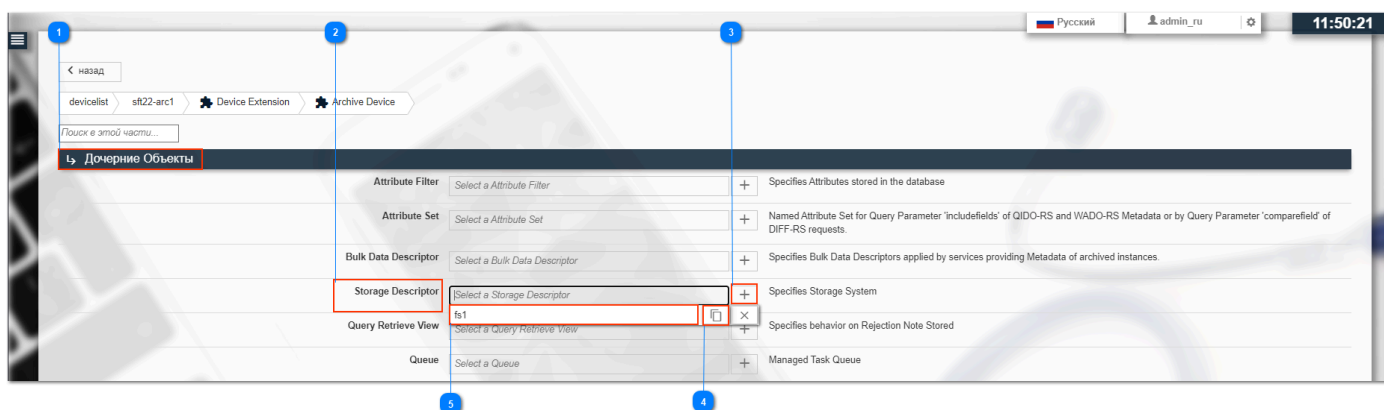 1
2
3
Русский
admin_ru
11:50:21
назад
devicelist
sft22-arc1
Device Extension
Archive Device
Поиск в этой части...
Дочерние Объекты
Attribute Filter
Select a Attribute Filter
Specifies Attributes stored in the database
Attribute Set
Select a Attribute Set
Named Attribute Set for Query Parameter 'includefields' of QIDO-RS and WADO-RS Metadata or by Query Parameter 'comparefield' of
DIFF-RS requests.
Bulk Data Descriptor
Select a Bulk Data Descriptor
Specifies Bulk Data Descriptors applied by services providing Metadata of archived instances.
Storage Descriptor
Select a Storage Descriptor
Specifies Storage System
fs1
Query Retrieve View
Select a Query Retrieve View
Specifies behavior on Rejection Note Stored
Queue
Select a Queue
Managed Task Queue
5
4